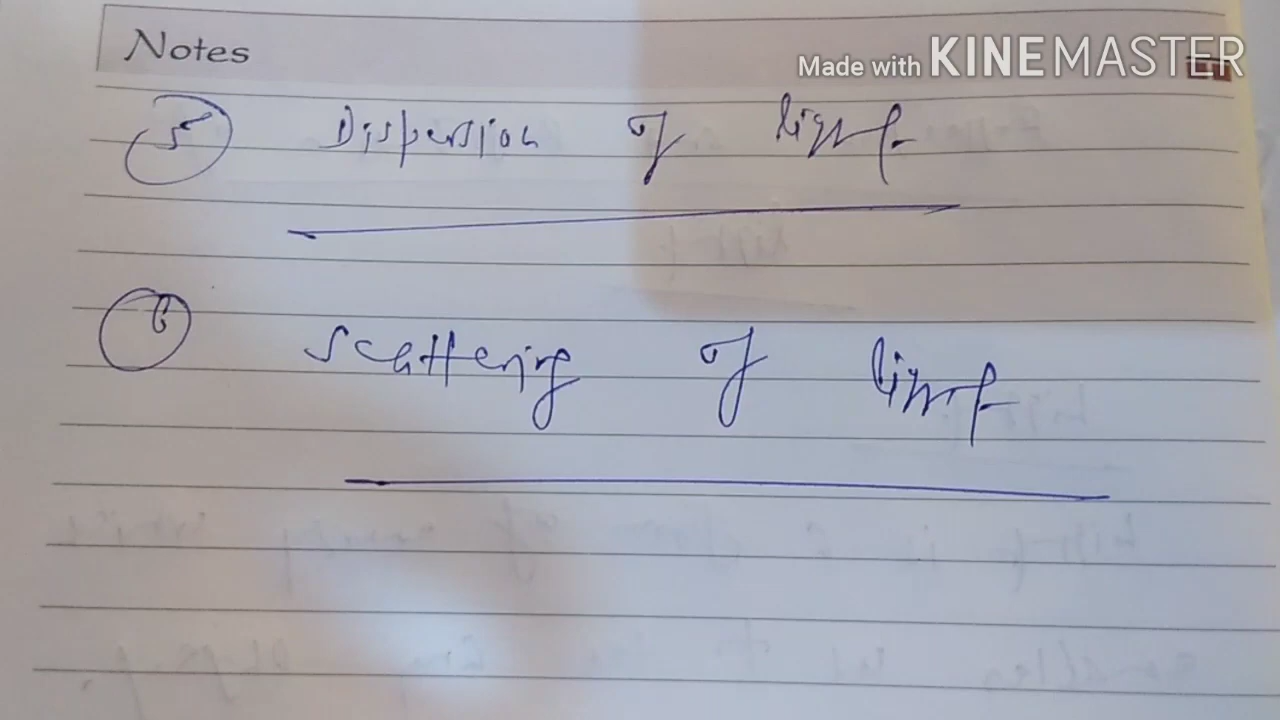 Notes
Made with KINEMASTER
5 Dispersion of light
6 Scattering of light